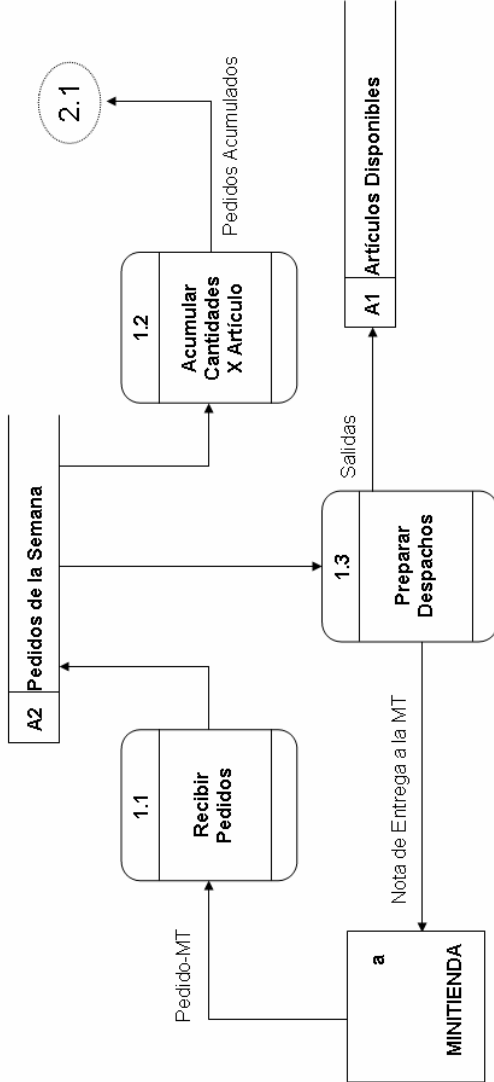 A2
Pedidos de la Semana
2.1
1.1
Recibir
Pedidos
1.2
Acumular
Cantidades
X Artículo
Pedido-MT
Pedidos Acumulados
a
MINITIENDA
Nota de Entrega a la MT
1.3
Preparar
Despachos
Salidas
A1
Artículos Disponibles